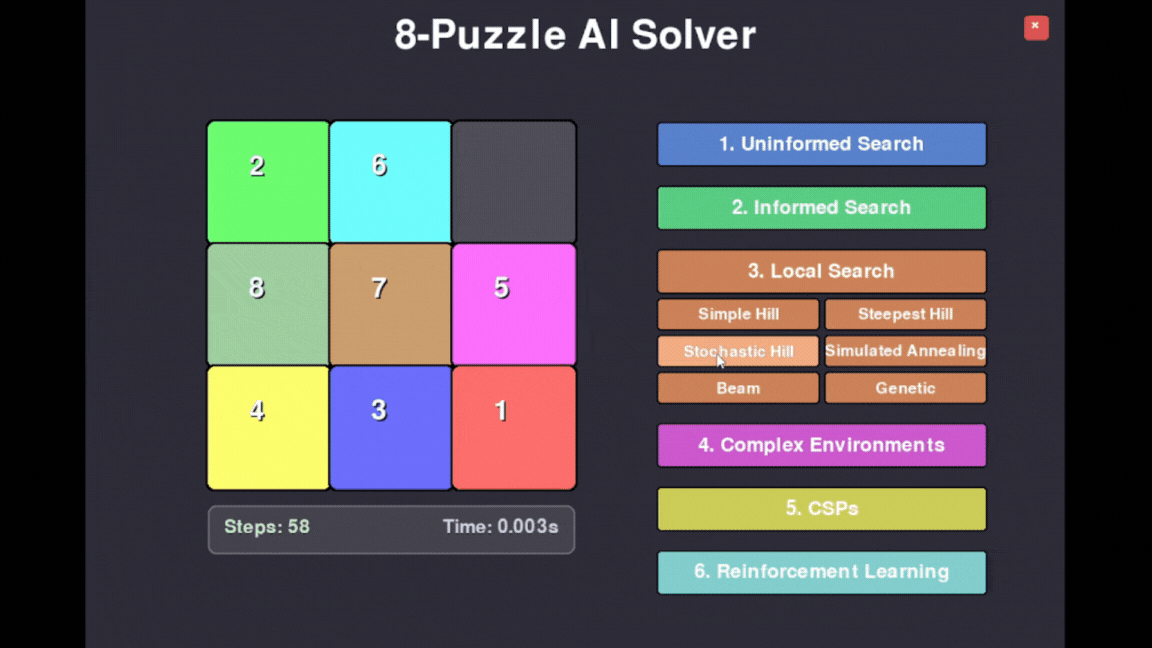 8-Puzzle AI Solver
×
2 6
8 7 5
4 3 1
Steps: 58 Time: 0.003s
1. Uninformed Search
2. Informed Search
3. Local Search
Simple Hill Steepest Hill
Stochastic Hill Simulated Annealing
Beam Genetic
4. Complex Environments
5. CSPs
6. Reinforcement Learning